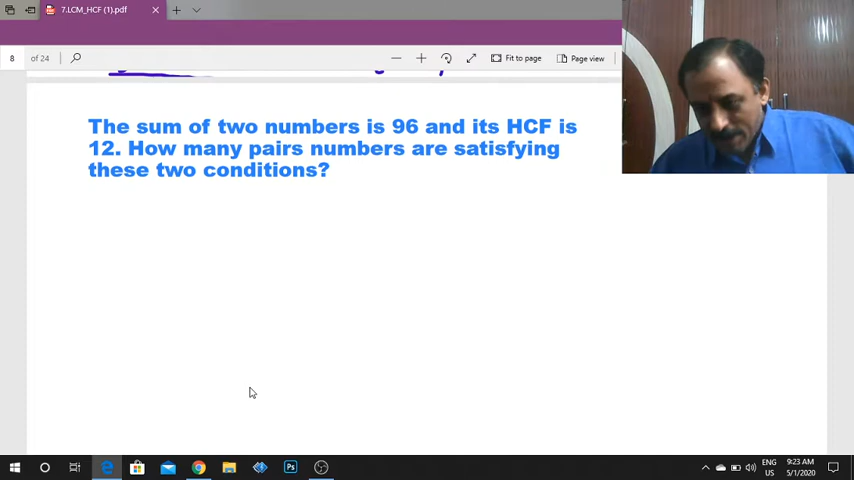 7.LCM_HCF (1).pdf
8 of 24
Fit to page
Page view
The sum of two numbers is 96 and its HCF is
12. How many pairs numbers are satisfying
these two conditions?
Ps
ENG
US
9:23 AM
5/1/2020